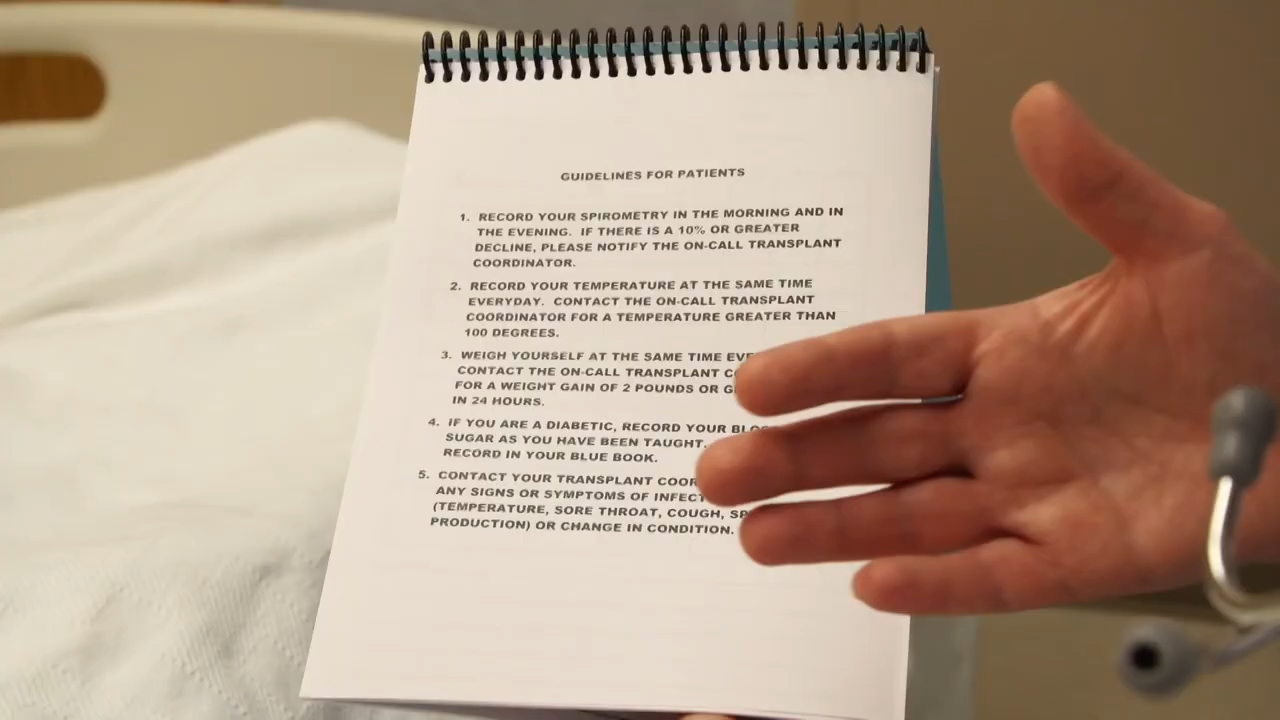 GUIDELINES FOR PATIENTS
1. RECORD YOUR SPIROMETRY IN THE MORNING AND IN
THE EVENING. IF THERE IS A 10% OR GREATER
DECLINE, PLEASE NOTIFY THE ON-CALL TRANSPLANT
COORDINATOR.
2. RECORD YOUR TEMPERATURE AT THE SAME TIME
EVERYDAY. CONTACT THE ON-CALL TRANSPLANT
COORDINATOR FOR A TEMPERATURE GREATER THAN
100 DEGREES.
3. WEIGH YOURSELF AT THE SAME TIME
CONTACT THE ON-CALL TRANSPLANT
FOR A WEIGHT GAIN OF 2 POUNDS OR
IN 24 HOURS.
4. IF YOU ARE A DIABETIC, RECORD YOUR
SUGAR AS YOU HAVE BEEN TAUGHT.
RECORD IN YOUR BLUE BOOK.
5. CONTACT YOUR TRANSPLANT
ANY SIGNS OR SYMPTOMS OF
(TEMPERATURE, SORE THROAT, COUGH,
PRODUCTION) OR CHANGE IN CONDITION.